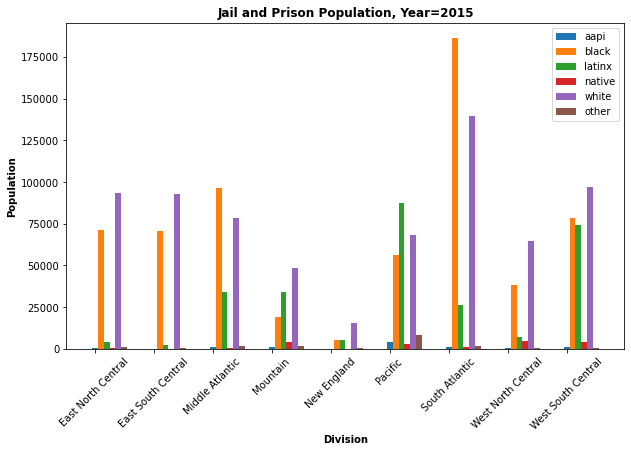 Jail and Prison Population, Year=2015
aapi
black
latinx
native
white
other
Population
175000
150000
125000
100000
75000
50000
25000
0
East North Central
East South Central
Middle Atlantic
Mountain
New England
Pacific
South Atlantic
West North Central
West South Central
Division